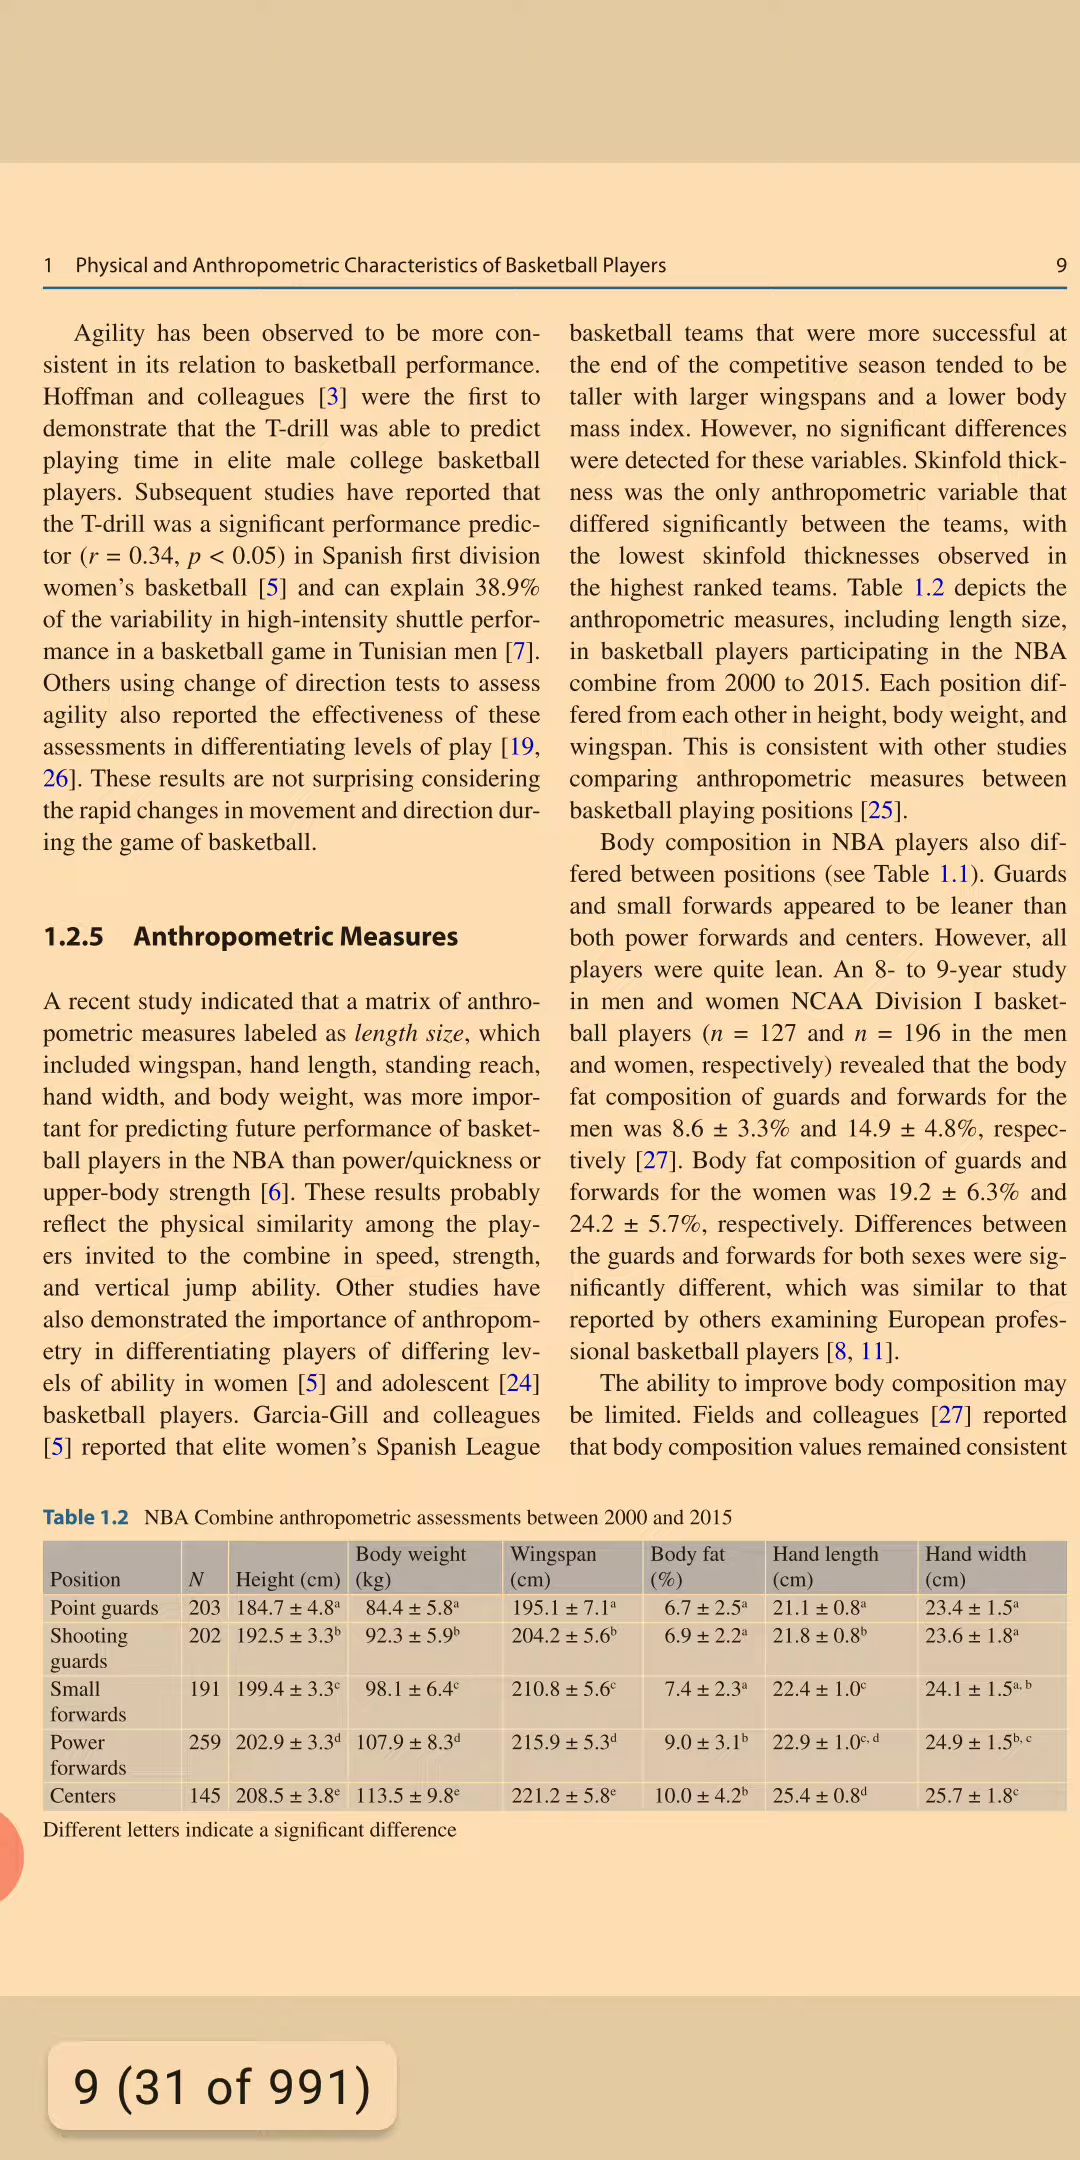 1 Physical and Anthropometric Characteristics of Basketball Players 9
Agility has been observed to be more con-
sistent in its relation to basketball performance.
Hoffman and colleagues [3] were the first to
demonstrate that the T-drill was able to predict
playing time in elite male college basketball
players. Subsequent studies have reported that
the T-drill was a significant performance predic-
tor (r = 0.34, p < 0.05) in Spanish first division
women's basketball [5] and can explain 38.9%
of the variability in high-intensity shuttle perfor-
mance in a basketball game in Tunisian men [7].
Others using change of direction tests to assess
agility also reported the effectiveness of these
assessments in differentiating levels of play [19,
26]. These results are not surprising considering
the rapid changes in movement and direction dur-
ing the game of basketball.
1.2.5 Anthropometric Measures
A recent study indicated that a matrix of anthro-
pometric measures labeled as length size, which
included wingspan, hand length, standing reach,
hand width, and body weight, was more impor-
tant for predicting future performance of basket-
ball players in the NBA than power/quickness or
upper-body strength [6]. These results probably
reflect the physical similarity among the play-
ers invited to the combine in speed, strength,
and vertical jump ability. Other studies have
also demonstrated the importance of anthropom-
etry in differentiating players of differing lev-
els of ability in women [5] and adolescent [24]
basketball players. Garcia-Gill and colleagues
[5] reported that elite women's Spanish League
basketball teams that were more successful at
the end of the competitive season tended to be
taller with larger wingspans and a lower body
mass index. However, no significant differences
were detected for these variables. Skinfold thick-
ness was the only anthropometric variable that
differed significantly between the teams, with
the lowest skinfold thicknesses observed in
the highest ranked teams. Table 1.2 depicts the
anthropometric measures, including length size,
in basketball players participating in the NBA
combine from 2000 to 2015. Each position dif-
fered from each other in height, body weight, and
wingspan. This is consistent with other studies
comparing anthropometric measures between
basketball playing positions [25].
Body composition in NBA players also dif-
fered between positions (see Table 1.1). Guards
and small forwards appeared to be leaner than
both power forwards and centers. However, all
players were quite lean. An 8- to 9-year study
in men and women NCAA Division I basket-
ball players (n = 127 and n = 196 in the men
and women, respectively) revealed that the body
fat composition of guards and forwards for the
men was 8.6 ± 3.3% and 14.9 ± 4.8%, respec-
tively [27]. Body fat composition of guards and
forwards for the women was 19.2 ± 6.3% and
24.2 ± 5.7%, respectively. Differences between
the guards and forwards for both sexes were sig-
nificantly different, which was similar to that
reported by others examining European profes-
sional basketball players [8, 11].
The ability to improve body composition may
be limited. Fields and colleagues [27] reported
that body composition values remained consistent
Table 1.2 NBA Combine anthropometric assessments between 2000 and 2015
Body weight Wingspan Body fat Hand length Hand width
Position N Height (cm) (kg) (cm) (%) (cm) (cm)
Point guards 203 184.7 ± 4.8ᵃ 84.4 ± 5.8ᵃ 195.1 ± 7.1ᵃ 6.7 ± 2.5ᵃ 21.1 ± 0.8ᵃ 23.4 ± 1.5ᵃ
Shooting 202 192.5 ± 3.3ᵇ 92.3 ± 5.9ᵇ 204.2 ± 5.6ᵇ 6.9 ± 2.2ᵃ 21.8 ± 0.8ᵇ 23.6 ± 1.8ᵃ
guards
Small 191 199.4 ± 3.3ᶜ 98.1 ± 6.4ᶜ 210.8 ± 5.6ᶜ 7.4 ± 2.3ᵃ 22.4 ± 1.0ᶜ 24.1 ± 1.5ᵃ, ᵇ
forwards
Power 259 202.9 ± 3.3ᵈ 107.9 ± 8.3ᵈ 215.9 ± 5.3ᵈ 9.0 ± 3.1ᵇ 22.9 ± 1.0ᶜ, ᵈ 24.9 ± 1.5ᵇ, ᶜ
forwards
Centers 145 208.5 ± 3.8ᵉ 113.5 ± 9.8ᵉ 221.2 ± 5.8ᵉ 10.0 ± 4.2ᵇ 25.4 ± 0.8ᵈ 25.7 ± 1.8ᶜ
Different letters indicate a significant difference
9 (31 of 991)